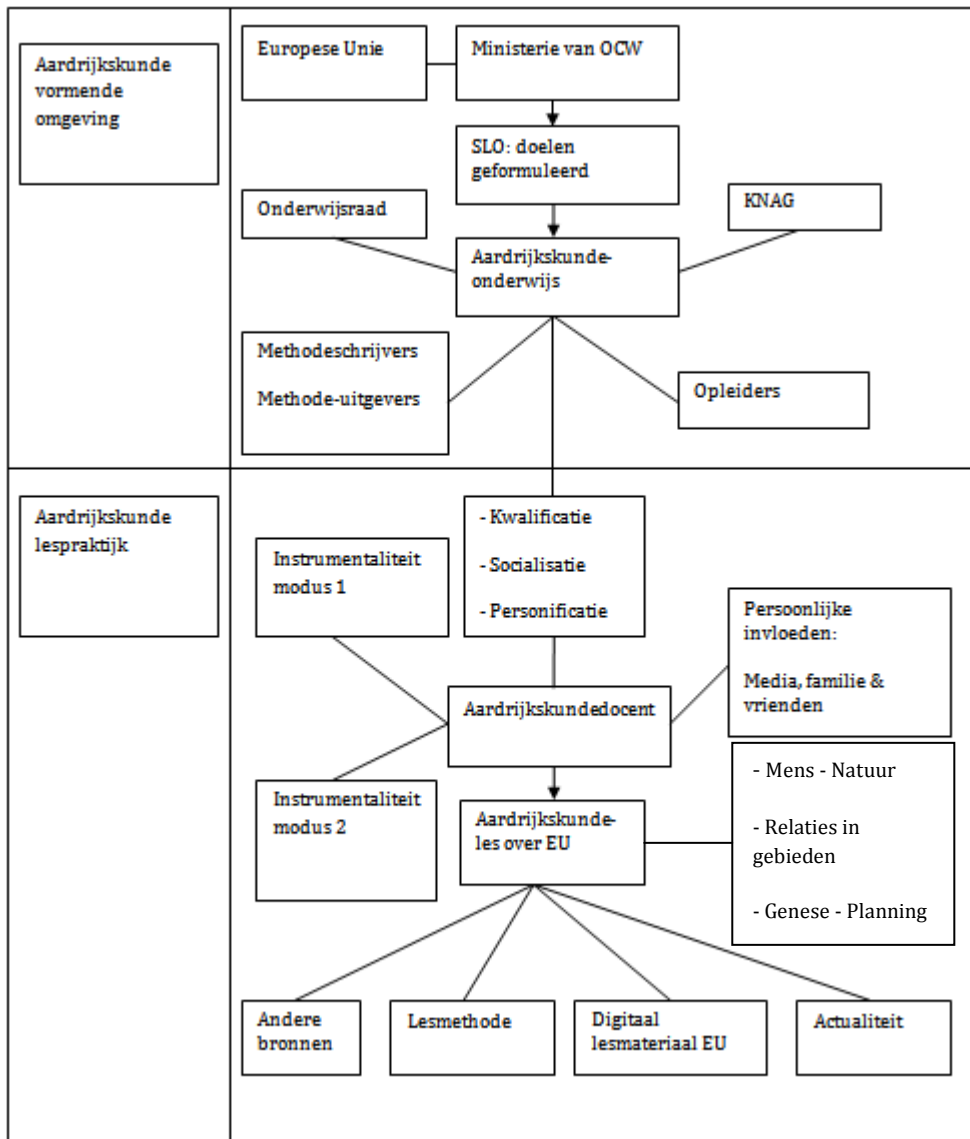 Aardrijkskunde
vormende
omgeving
Europese Unie
Ministerie van OCW
SLO: doelen
geformuleerd
Onderwijsraad
KNAG
Aardrijkskunde-
onderwijs
Methodeschrijvers
Methode-uitgevers
Opleiders
Aardrijkskunde
lespraktijk
- Kwalificatie
- Socialisatie
- Personificatie
Instrumentaliteit
modus 1
Persoonlijke
invloeden:
Media, familie &
vrienden
Aardrijkskundedocent
Instrumentaliteit
modus 2
Aardrijkskunde-
les over EU
- Mens - Natuur
- Relaties in
gebieden
- Genese - Planning
Andere
bronnen
Lesmethode
Digitaal
lesmateriaal EU
Actualiteit